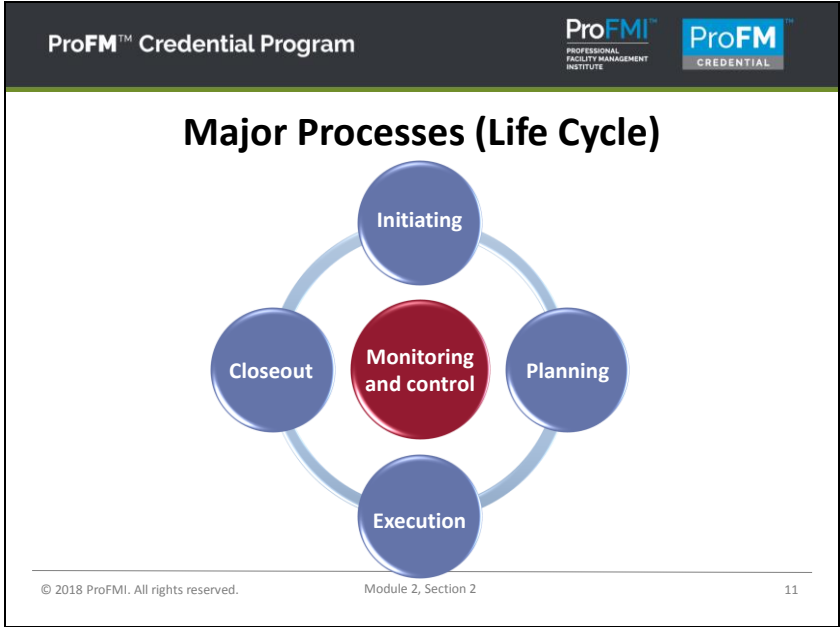 ProFM™ Credential Program
ProFMI™
PROFESSIONAL
FACILITY MANAGEMENT
INSTITUTE
ProFM™
CREDENTIAL
Major Processes (Life Cycle)
Initiating
Closeout
Monitoring
and control
Planning
Execution
© 2018 ProFMI. All rights reserved.
Module 2, Section 2
11